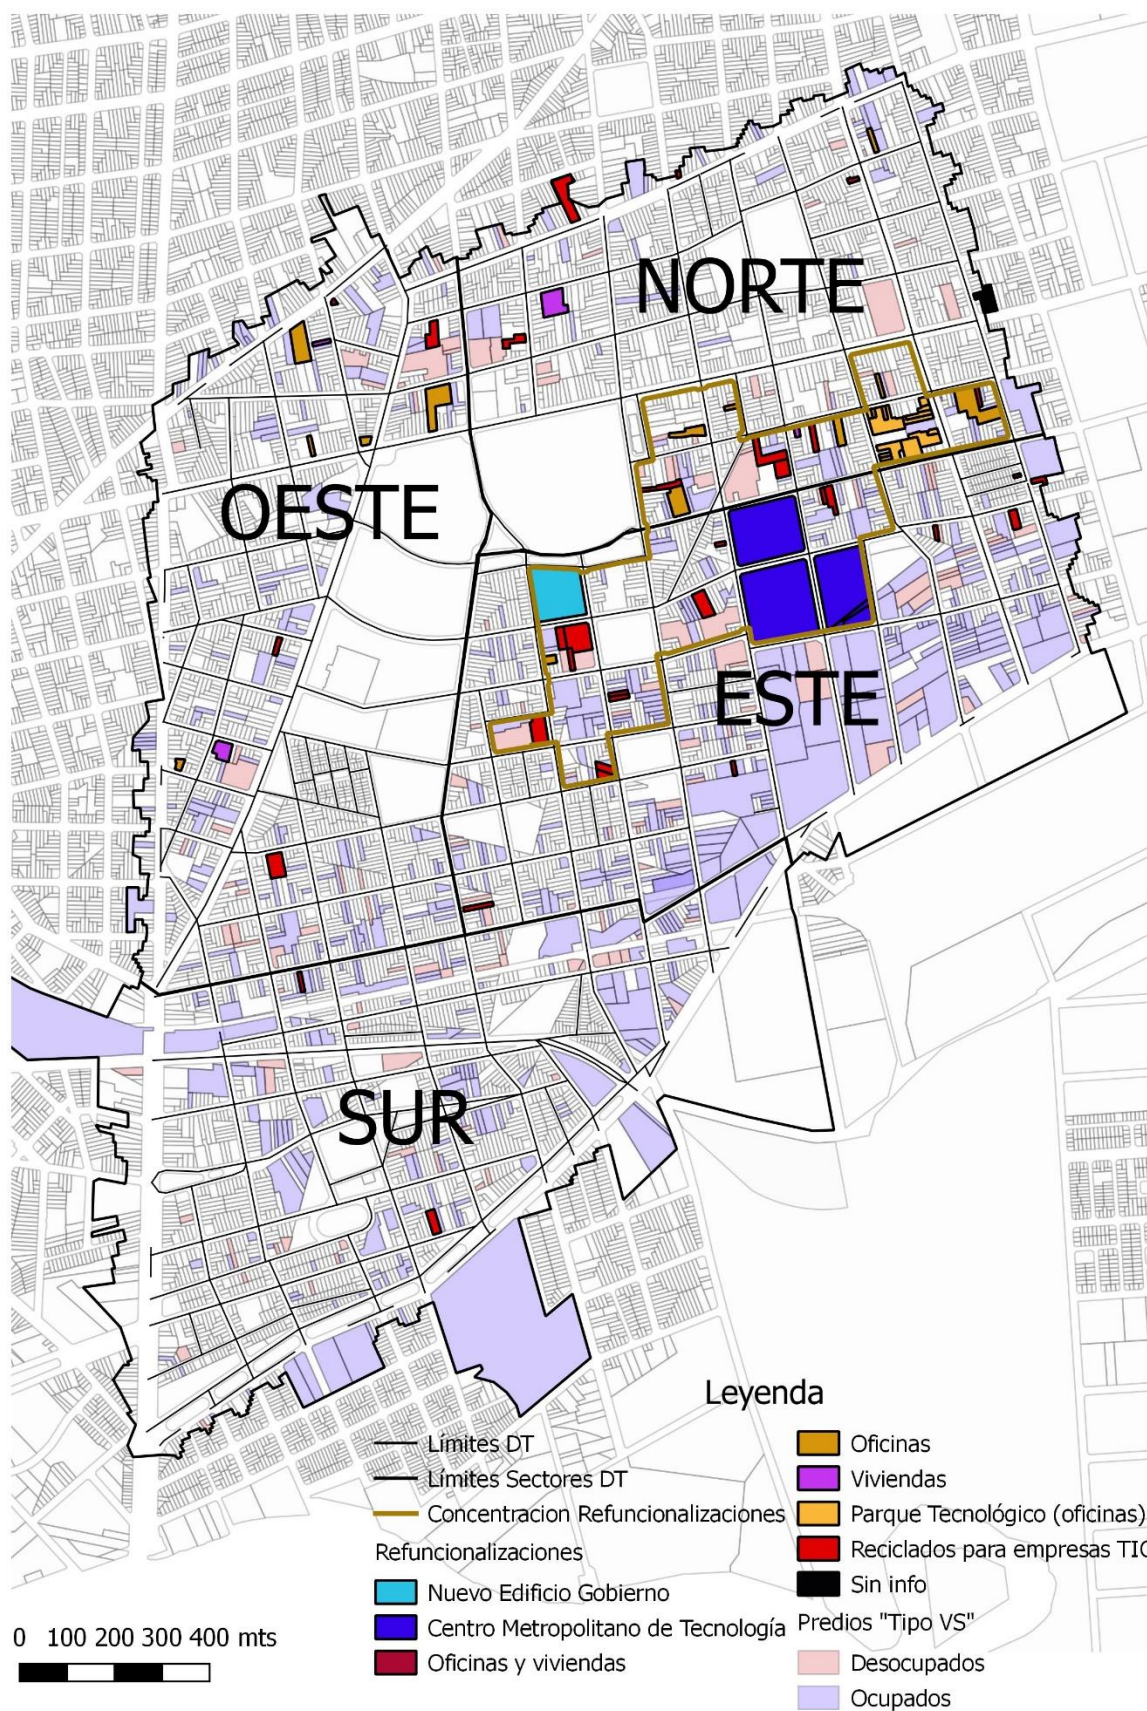 NORTE
OESTE
ESTE
SUR
Leyenda
Límites DT
Límites Sectores DT
Concentracion Refuncionalizaciones
Refuncionalizaciones
Nuevo Edificio Gobierno
Centro Metropolitano de Tecnología
Oficinas y viviendas
Oficinas
Viviendas
Parque Tecnológico (oficinas)
Reciclados para empresas TIC
Sin info
Predios "Tipo VS"
Desocupados
Ocupados
0 100 200 300 400 mts